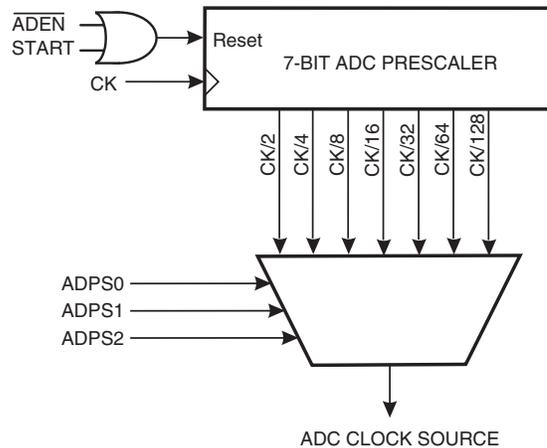 ADEN
START
Reset
7-BIT ADC PRESCALER
CK
CK/2
CK/4
CK/8
CK/16
CK/32
CK/64
CK/128
ADPS0
ADPS1
ADPS2
ADC CLOCK SOURCE